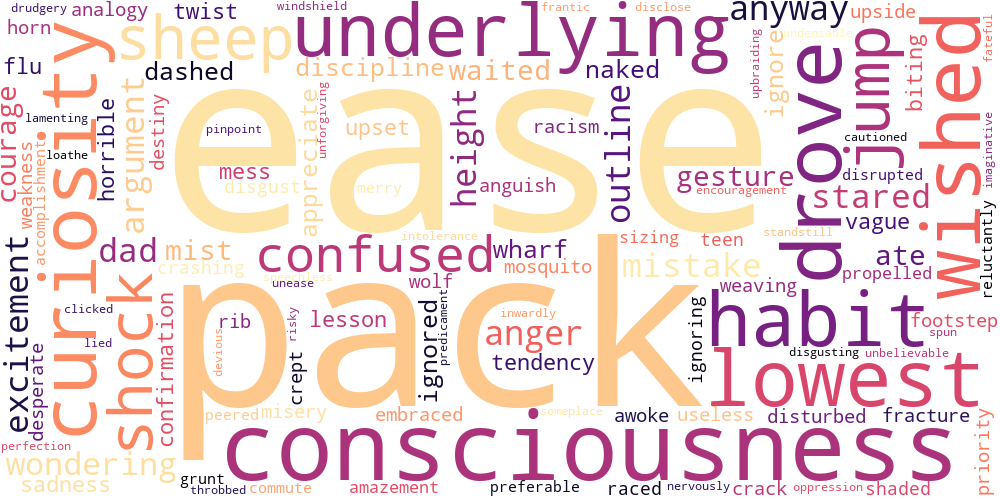 drudgery
analogy
twist
windshield
frantic
disclose
anyway
upside
horn
sheep
underlying
undeniable
fateful
flu
dashed
discipline
waited
naked
ignore
jump
wished
curiosity
argument
ease
drove
biting
upbraiding
courage
lamenting
horrible
destiny
pinpoint
unforgiving
upset
height
racism
outline
cautioned
imaginative
loathe
weakness
accomplishment
mess
disgust
merry
appreciate
anguish
gesture
encouragement
disrupted
stared
vague
reluctantly
dad
mist
confused
intolerance
wharf
sizing
teen
standstill
ate
excitement
shock
crashing
speechless
unease
wolf
mosquito
mistake
weaving
propelled
clicked
confirmation
pack
rib
risky
lesson
ignored
predicament
inwardly
anger
ignoring
habit
footstep
spun
lied
desperate
devious
crept
tendency
disgusting
unbelievable
lowest
peered
misery
embraced
someplace
awoke
useless
disturbed
fracture
priority
perfection
wondering
sadness
consciousness
grunt
throbbed
commute
amazement
preferable
raced
nervously
crack
oppression
shaded